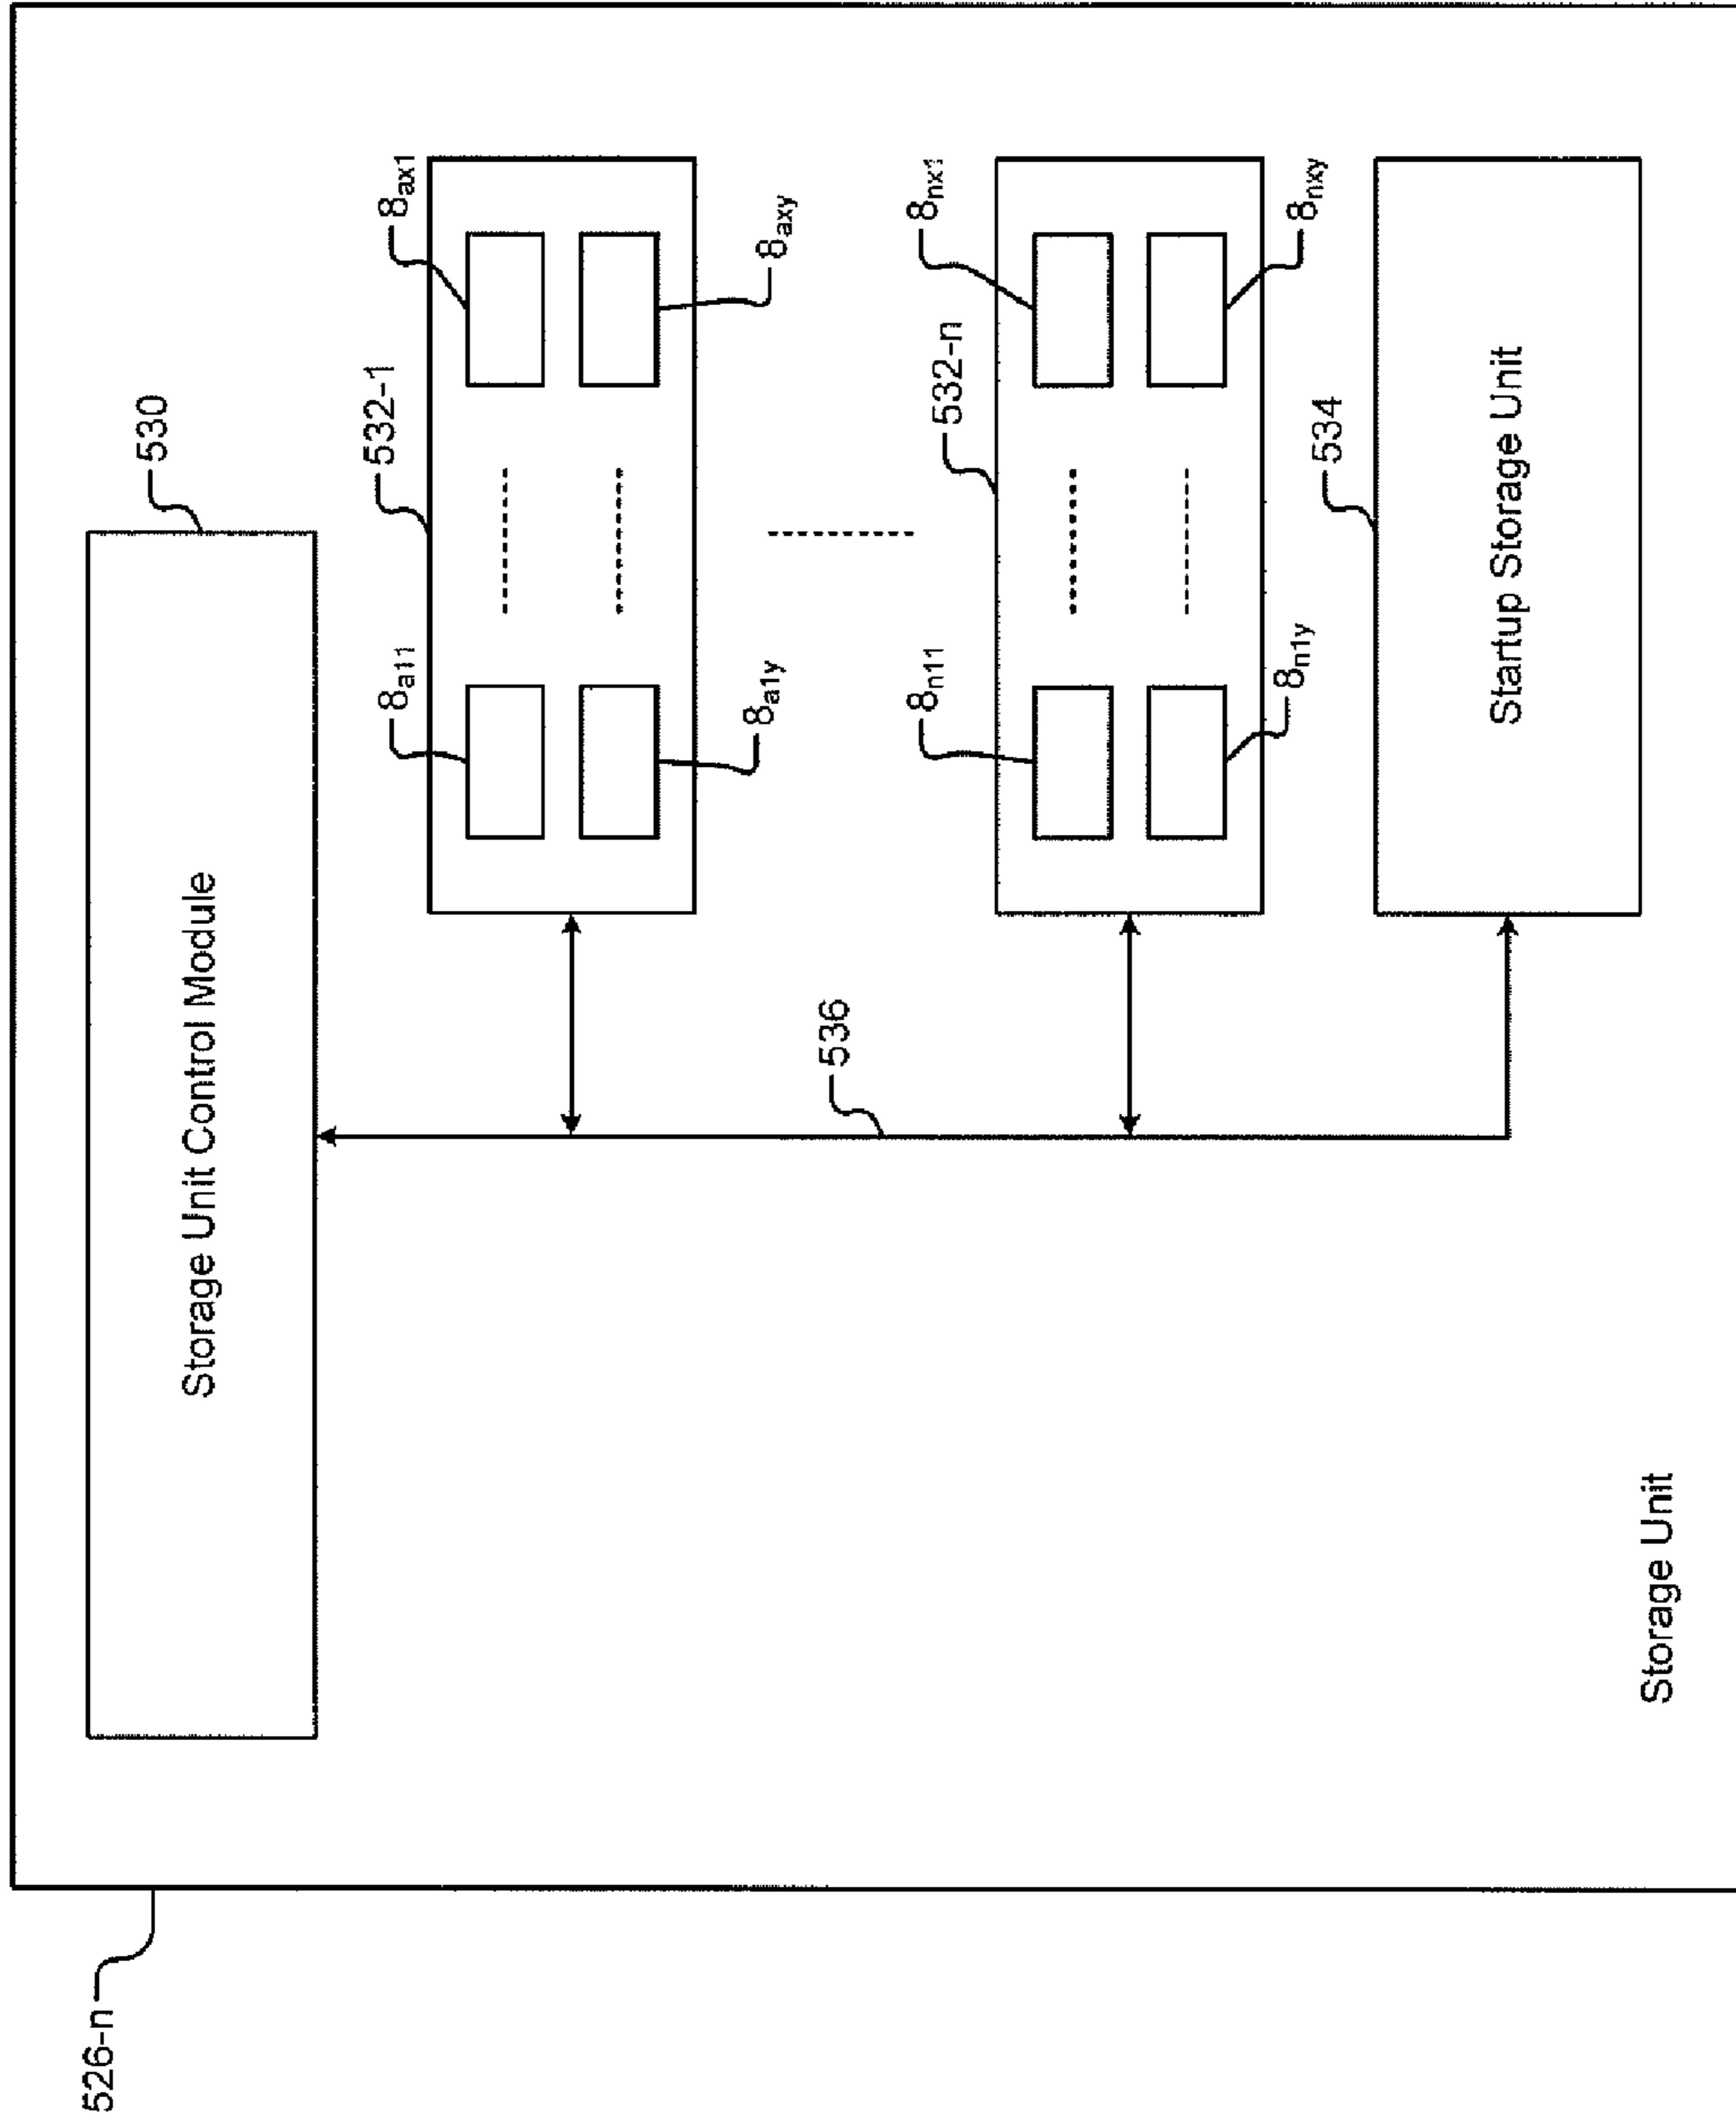 526-n
530
Storage Unit Control Module
532-1
8a11
8ax1
8a1y
8axy
536
532-n
8n11
8nx1
8n1y
8nxy
534
Startup Storage Unit
Storage Unit